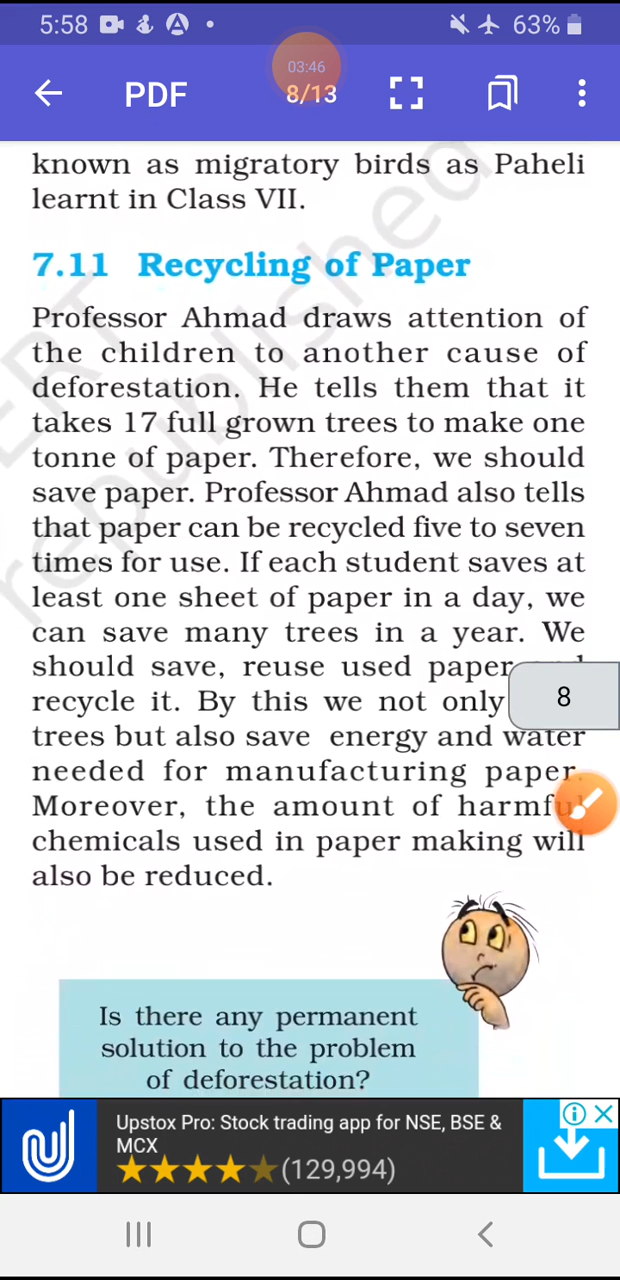 5:58
63%
03:46
PDF
8/13
known as migratory birds as Paheli
learnt in Class VII.
7.11 Recycling of Paper
Professor Ahmad draws attention of
the children to another cause of
deforestation. He tells them that it
takes 17 full grown trees to make one
tonne of paper. Therefore, we should
save paper. Professor Ahmad also tells
that paper can be recycled five to seven
times for use. If each student saves at
least one sheet of paper in a day, we
can save many trees in a year. We
should save, reuse used paper
recycle it. By this we not only
8
trees but also save energy and water
needed for manufacturing paper.
Moreover, the amount of harmful
chemicals used in paper making will
also be reduced.
Is there any permanent
solution to the problem
of deforestation?
Upstox Pro: Stock trading app for NSE, BSE &
MCX
(129,994)